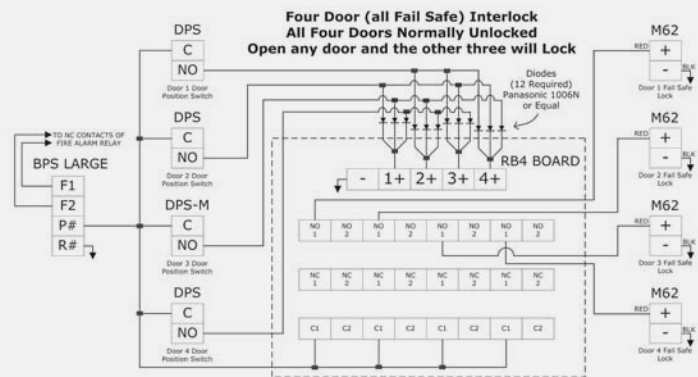 Four Door (all Fail Safe) Interlock
All Four Doors Normally Unlocked
Open any door and the other three will Lock
DPS
C
NO
Door 1 Door
Position Switch
DPS
C
NO
Door 2 Door
Position Switch
DPS-M
C
NO
Door 3 Door
Position Switch
DPS
C
NO
Door 4 Door
Position Switch
TO NC CONTACTS OF
FIRE ALARM RELAY
BPS LARGE
F1
F2
P#
R#
Diodes
(12 Required)
Panasonic 1006N
or Equal
RB4 BOARD
- 1+ 2+ 3+ 4+
NO 1 NO 2 NO 1 NO 2 NO 1 NO 2 NO 1 NO 2
NC 1 NC 2 NC 1 NC 2 NC 1 NC 2 NC 1 NC 2
C1 C2 C1 C2 C1 C2 C1 C2
M62
RED +
- BLK
Door 1 Fail Safe
Lock
M62
RED +
- BLK
Door 2 Fail Safe
Lock
M62
RED +
- BLK
Door 3 Fail Safe
Lock
M62
RED +
- BLK
Door 4 Fail Safe
Lock